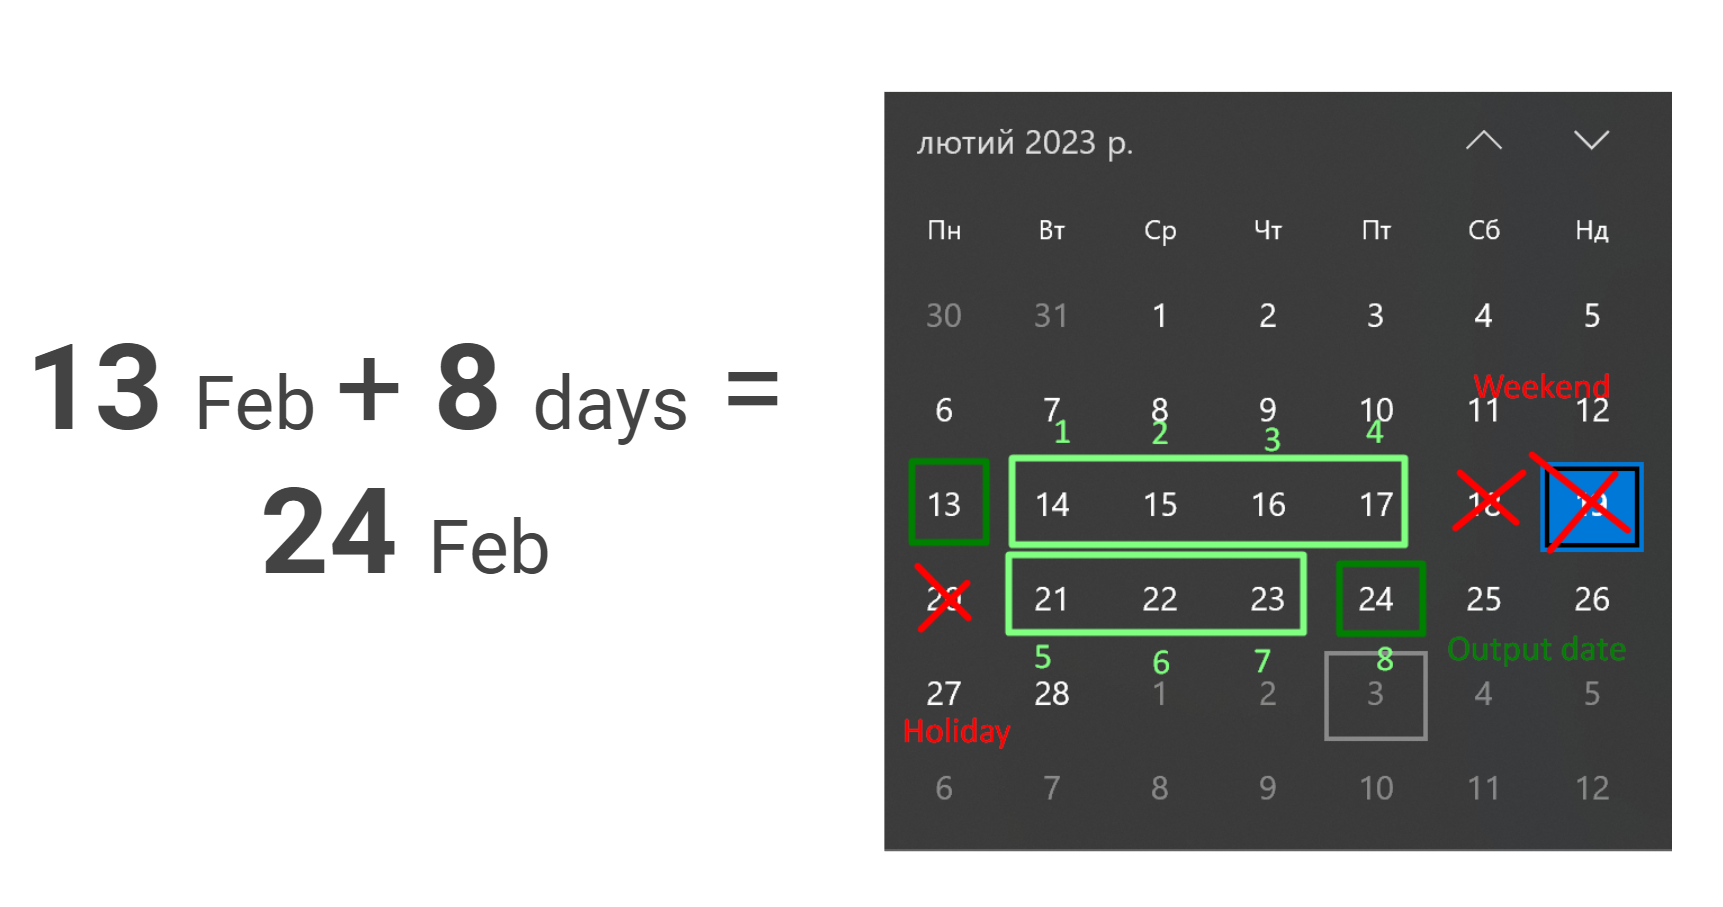 13 Feb + 8 days =
24 Feb
лютий 2023 р.
Пн Вт Ср Чт Пт Сб Нд
30 31 1 2 3 4 5
Weekend
6 7 8 9 10 11 12
1 2 3 4
13 14 15 16 17 18 19
20 21 22 23 24 25 26
Output date
5 6 7 8
27 28 1 2 3 4 5
Holiday
6 7 8 9 10 11 12